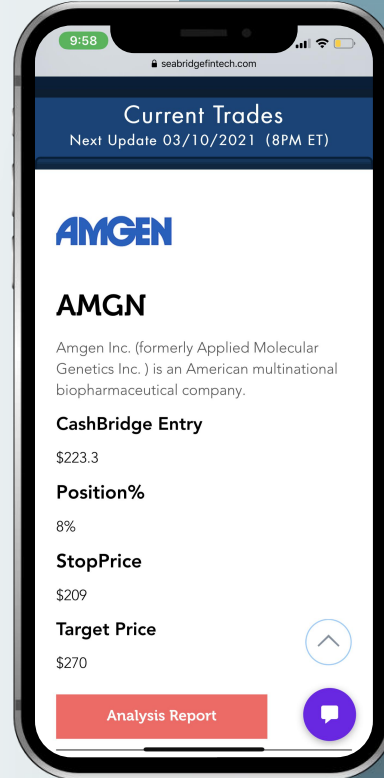 9:58
seabridgefintech.com
Current Trades
Next Update 03/10/2021 (8PM ET)
AMGEN
AMGN
Amgen Inc. (formerly Applied Molecular
Genetics Inc. ) is an American multinational
biopharmaceutical company.
CashBridge Entry
$223.3
Position%
8%
StopPrice
$209
Target Price
$270
Analysis Report